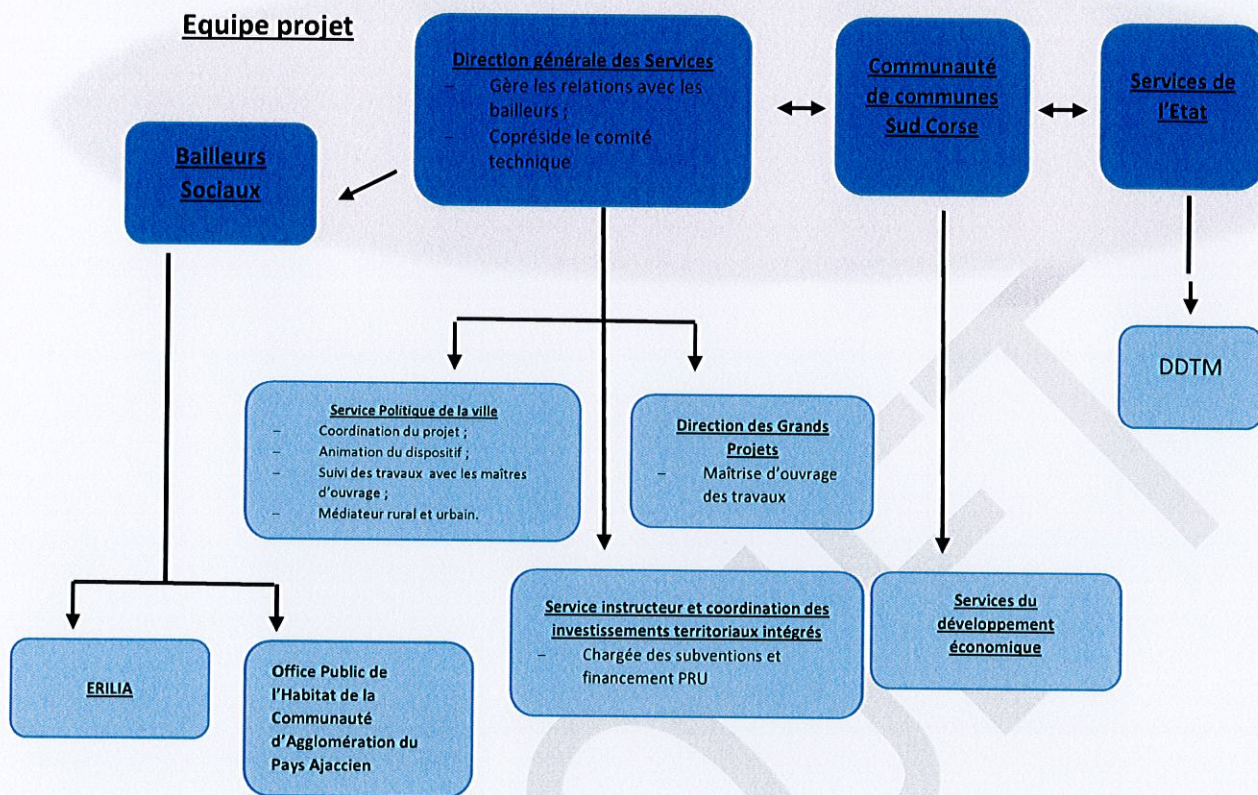 Equipe projet
Direction générale des Services
- Gère les relations avec les
bailleurs ;
- Copréside le comité
technique
Communauté
de communes
Sud Corse
Services de
l'Etat
Bailleurs
Sociaux
DDTM
Service Politique de la ville
- Coordination du projet ;
- Animation du dispositif ;
- Suivi des travaux avec les maîtres
d'ouvrage ;
- Médiateur rural et urbain.
Direction des Grands
Projets
- Maîtrise d'ouvrage
des travaux
Service instructeur et coordination des
investissements territoriaux intégrés
- Chargée des subventions et
financement PRU
Services du
développement
économique
ERILIA
Office Public de
l'Habitat de la
Communauté
d'Agglomération du
Pays Ajaccien